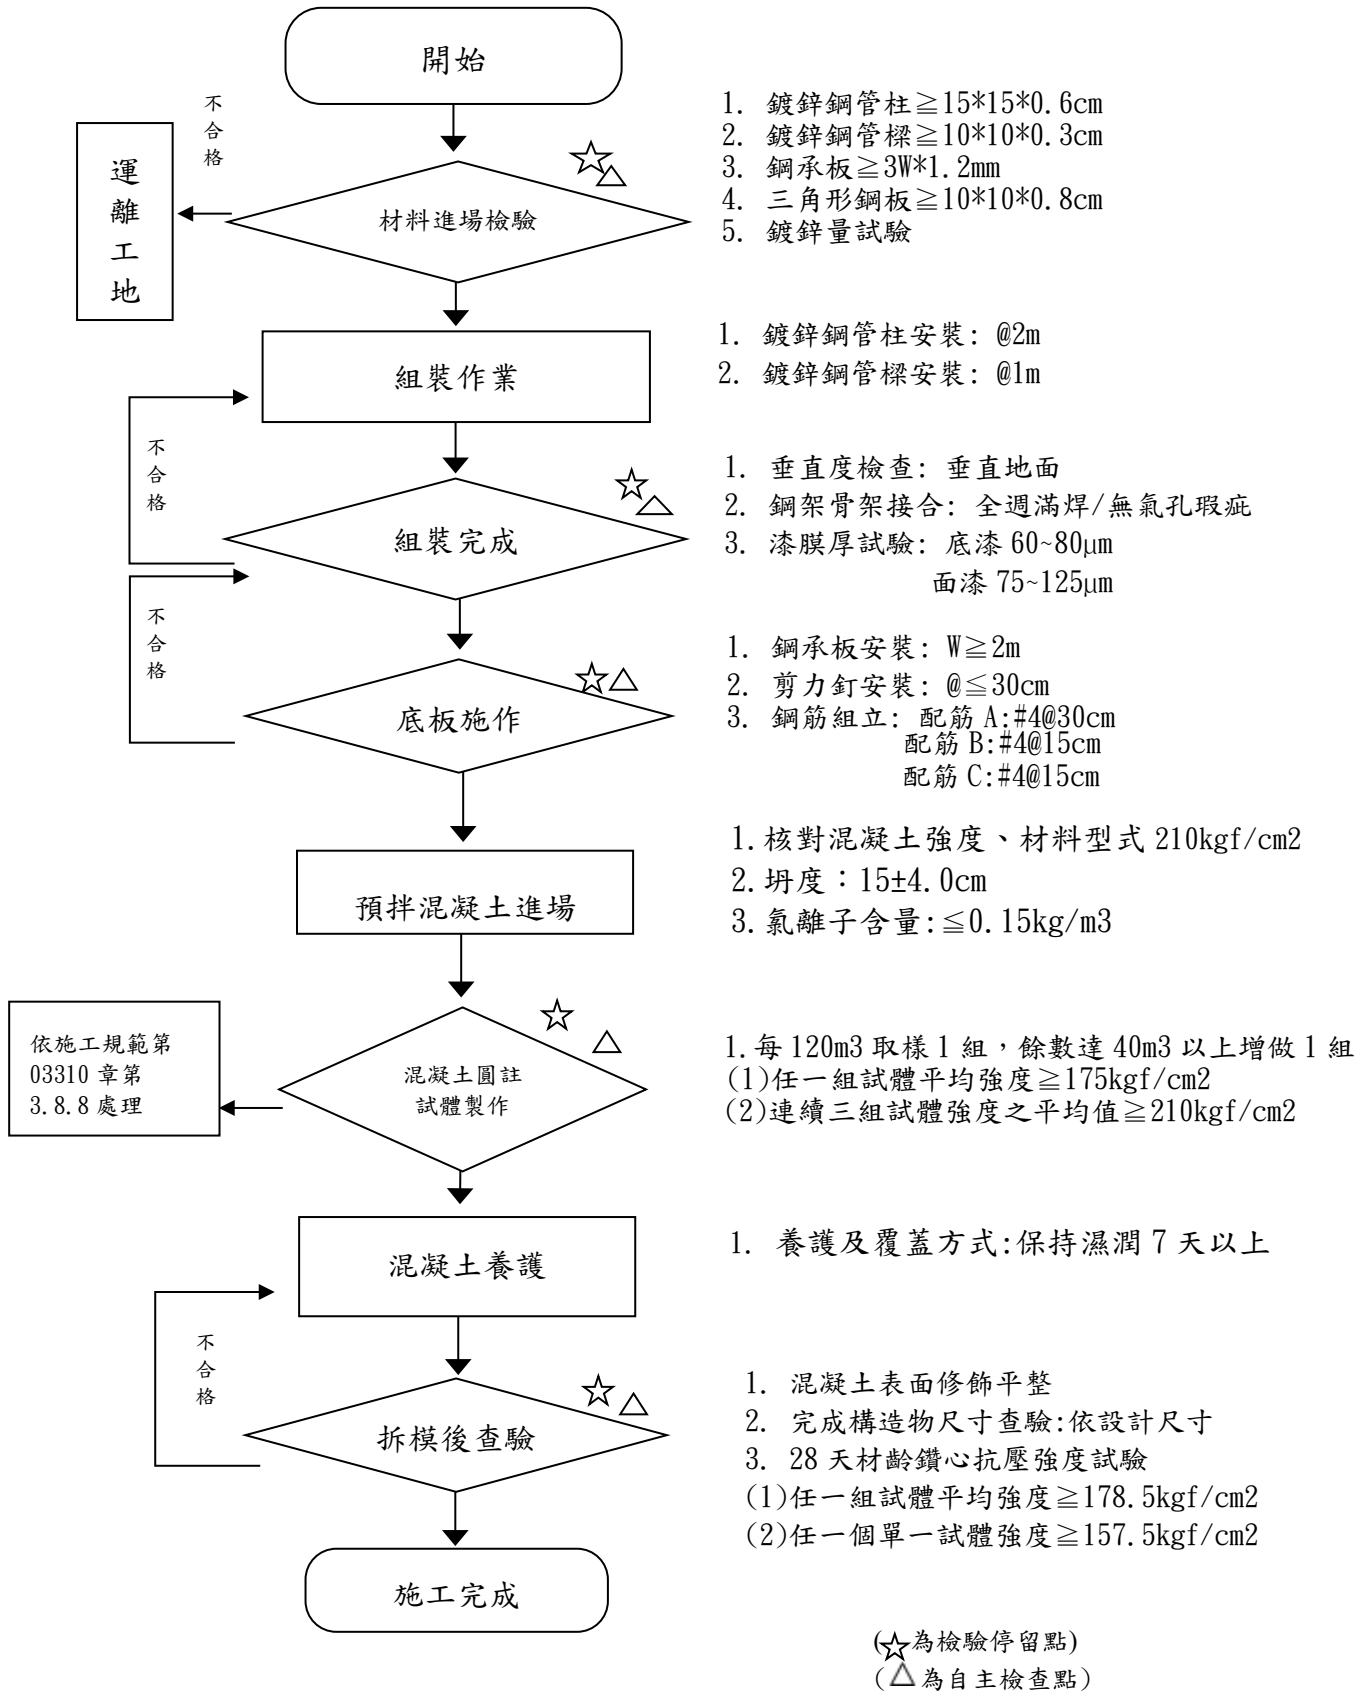 開始
不合格
運離工地
材料進場檢驗
1. 鍍鋅鋼管柱≧15*15*0.6cm
2. 鍍鋅鋼管樑≧10*10*0.3cm
3. 鋼承板≧3W*1.2mm
4. 三角形鋼板≧10*10*0.8cm
5. 鍍鋅量試驗
組裝作業
1. 鍍鋅鋼管柱安裝: @2m
2. 鍍鋅鋼管樑安裝: @1m
不合格
組裝完成
1. 垂直度檢查: 垂直地面
2. 鋼架骨架接合: 全週滿焊/無氣孔瑕疵
3. 漆膜厚試驗: 底漆 60~80μm
面漆 75~125μm
不合格
底板施作
1. 鋼承板安裝: W≧2m
2. 剪力釘安裝: @≦30cm
3. 鋼筋組立: 配筋 A:#4@30cm
配筋 B:#4@15cm
配筋 C:#4@15cm
預拌混凝土進場
1.核對混凝土強度、材料型式 210kgf/cm2
2.坍度：15±4.0cm
3.氯離子含量:≦0.15kg/m3
依施工規範第
03310 章第
3.8.8 處理
混凝土圓註
試體製作
1.每 120m3 取樣 1 組，餘數達 40m3 以上增做 1 組
(1)任一組試體平均強度≧175kgf/cm2
(2)連續三組試體強度之平均值≧210kgf/cm2
混凝土養護
1. 養護及覆蓋方式:保持濕潤 7 天以上
不合格
拆模後查驗
1. 混凝土表面修飾平整
2. 完成構造物尺寸查驗:依設計尺寸
3. 28 天材齡鑽心抗壓強度試驗
(1)任一組試體平均強度≧178.5kgf/cm2
(2)任一個單一試體強度≧157.5kgf/cm2
施工完成
(☆為檢驗停留點)
(△為自主檢查點)